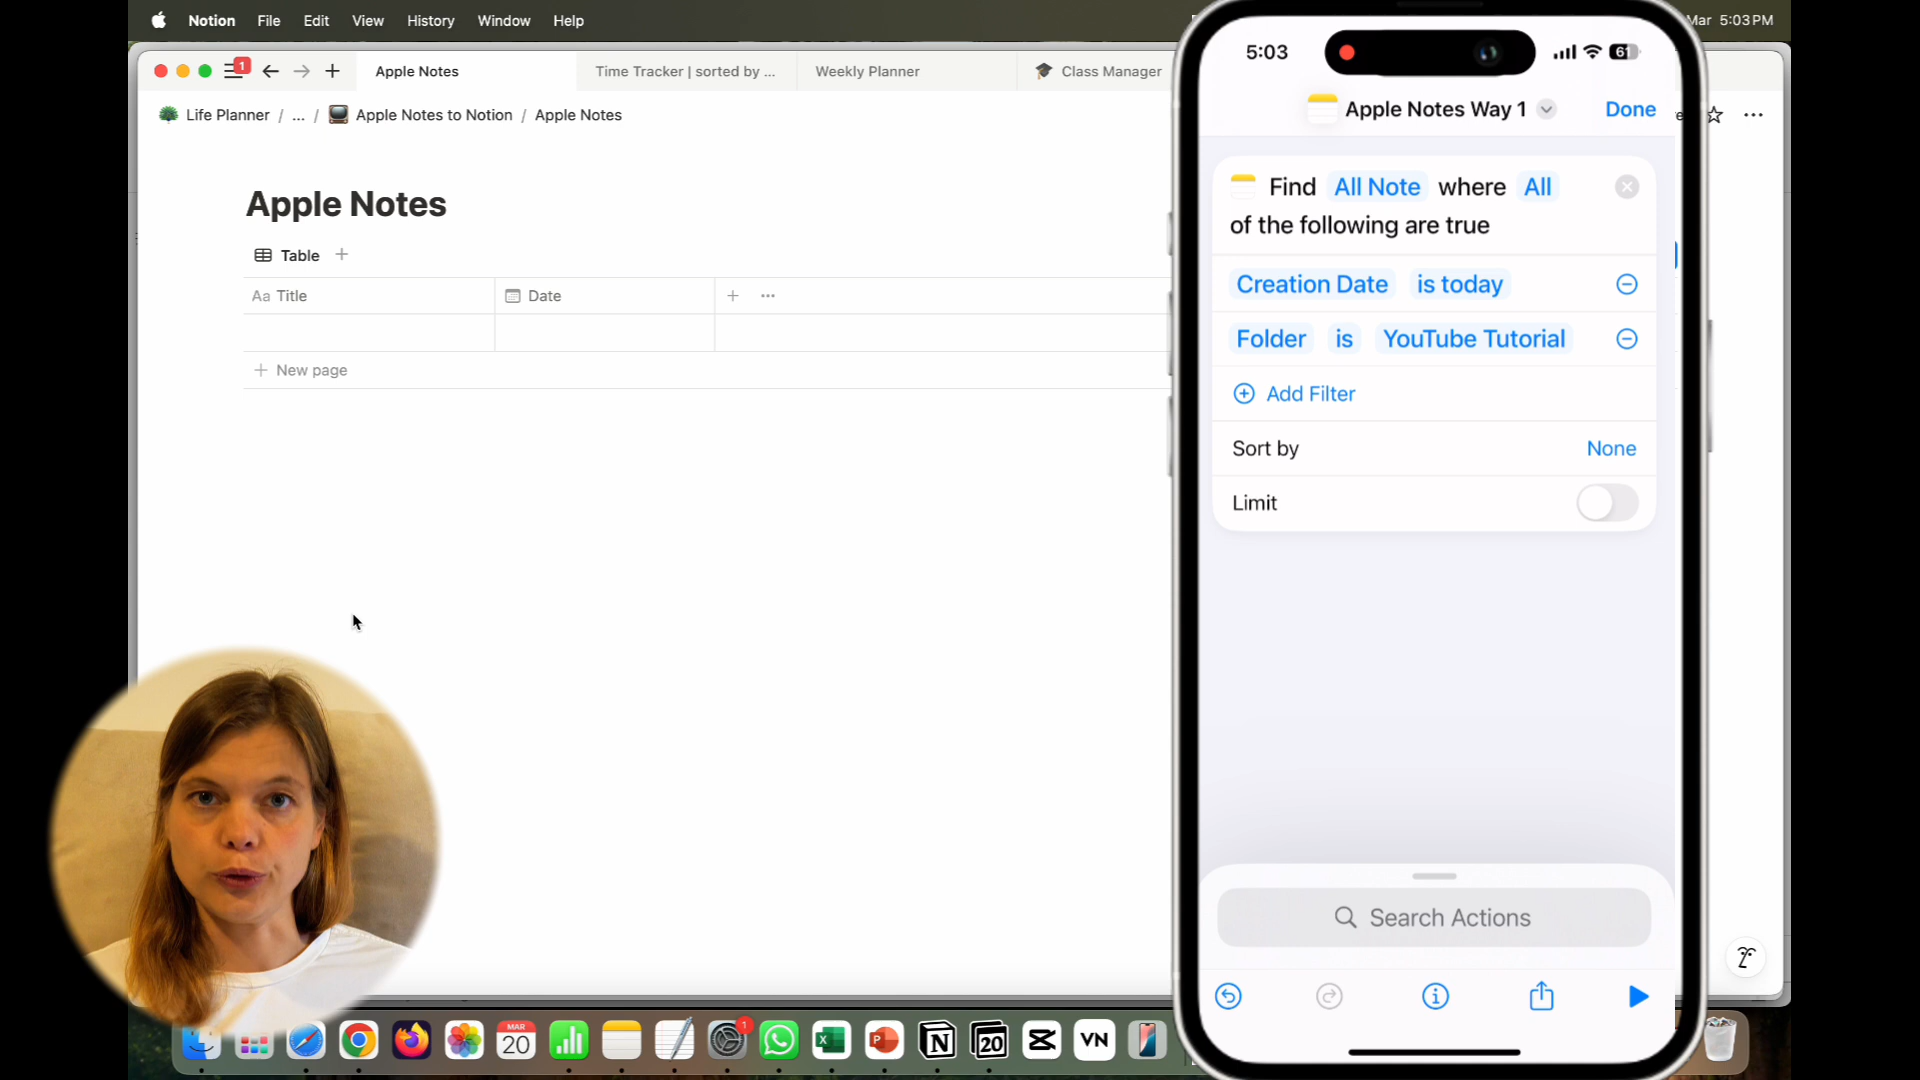 Notion File Edit View History Window Help
Mar 5:03 PM
1
Apple Notes
Time Tracker | sorted by ...
Weekly Planner
Class Manager
Life Planner / ... / Apple Notes to Notion / Apple Notes
Apple Notes
Table
Aa Title
Date
New page
5:03
61
Apple Notes Way 1
Done
Find All Note where All
of the following are true
Creation Date is today
Folder is YouTube Tutorial
Add Filter
Sort by None
Limit
Search Actions
MAR
20
1
X
P
N
20
VN